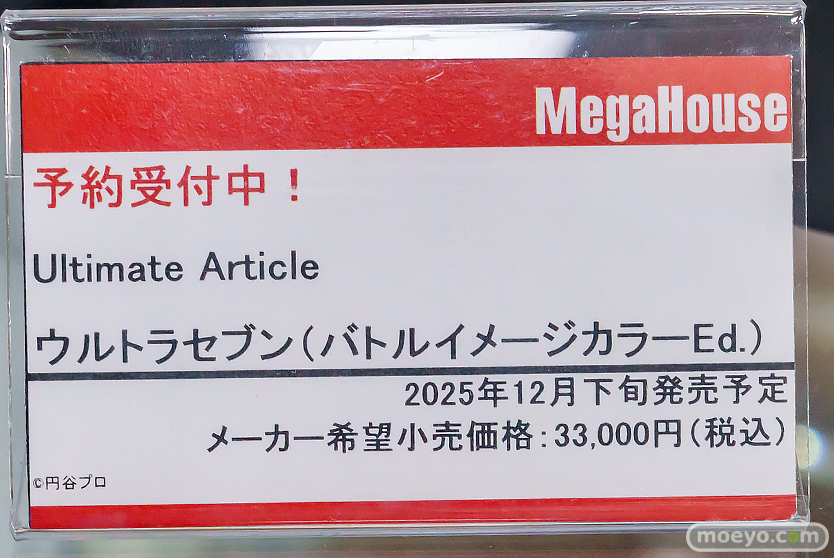 MegaHouse
予約受付中！
Ultimate Article
ウルトラセブン（バトルイメージカラーEd.）
2025年12月下旬発売予定
メーカー希望小売価格：33,000円（税込）
©円谷プロ
moeyo.com